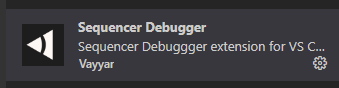 Sequencer Debugger
Sequencer Debuggger extension for VS C...
Vayyar